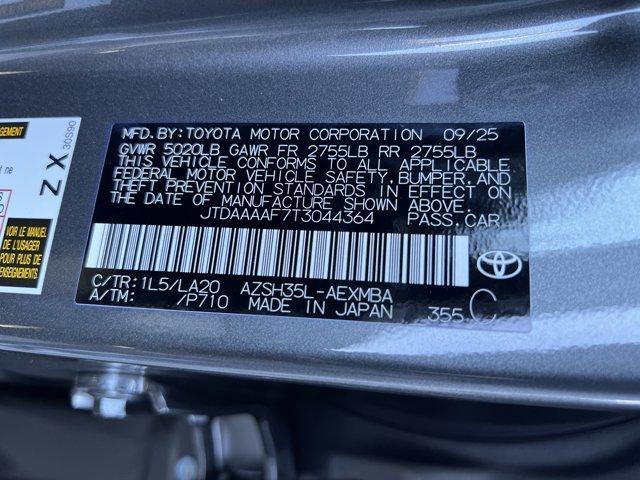 MFD.BY:TOYOTA MOTOR CORPORATION 09/25
GVWR 5020LB GAWR FR 2755LB RR 2755LB
THIS VEHICLE CONFORMS TO ALL APPLICABLE
FEDERAL MOTOR VEHICLE SAFETY, BUMPER, AND
THEFT PREVENTION STANDARDS IN EFFECT ON
THE DATE OF MANUFACTURE SHOWN ABOVE.
JTDAAAAF7T3044364 PASS.CAR
C/TR:1L5/LA20 AZSH35L-AEXMBA
A/TM: /P710 MADE IN JAPAN 355 C
ZX
30S90
VOIR LE MANUEL
DE L'USAGER
POUR PLUS DE
RENSEIGNEMENTS